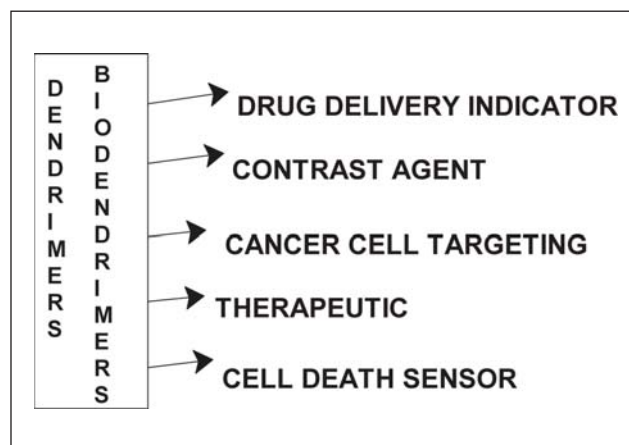 DENDRIMERS
BIODENDRIMERS
DRUG DELIVERY INDICATOR
CONTRAST AGENT
CANCER CELL TARGETING
THERAPEUTIC
CELL DEATH SENSOR